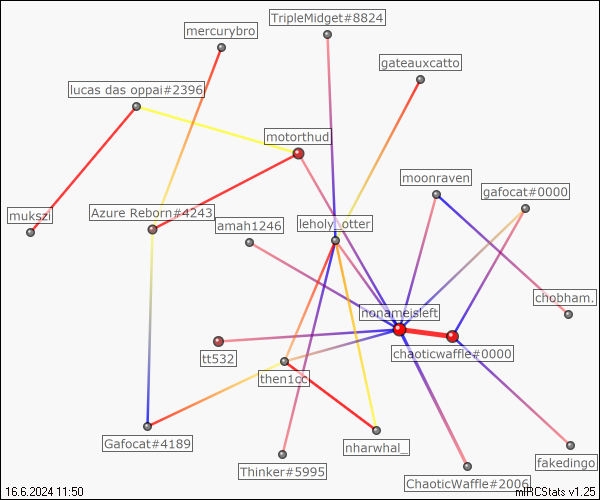 TripleMidget#8824
mercurybro
gateauxcatto
lucas das oppai#2396
motorthud
moonraven
gafocat#0000
mukszi
Azure Reborn#4243
amah1246
leholy_otter
chobham.
nonameisleft
tt532
chaoticwaffle#0000
then1cc
Gafocat#4189
nharwhal_
Thinker#5995
fakedingo
ChaoticWaffle#2006
16.6.2024 11:50
mIRCStats v1.25